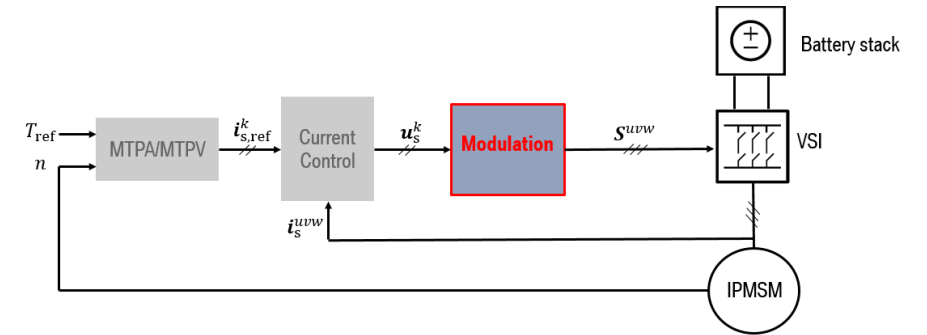 Battery stack
T_ref
n
MTPA/MTPV
i^k_s,ref
Current
Control
u^k_s
Modulation
S^uvw
VSI
i^uvw_s
IPMSM